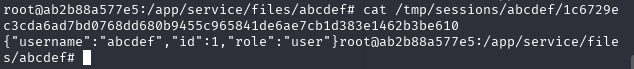 root@ab2b88a577e5:/app/service/files/abcdef# cat /tmp/sessions/abcdef/1c6729e
c3cda6ad7bd0768dd680b9455c965841de6ae7cb1d383e1462b3be610
{"username":"abcdef","id":1,"role":"user"}root@ab2b88a577e5:/app/service/file
s/abcdef#